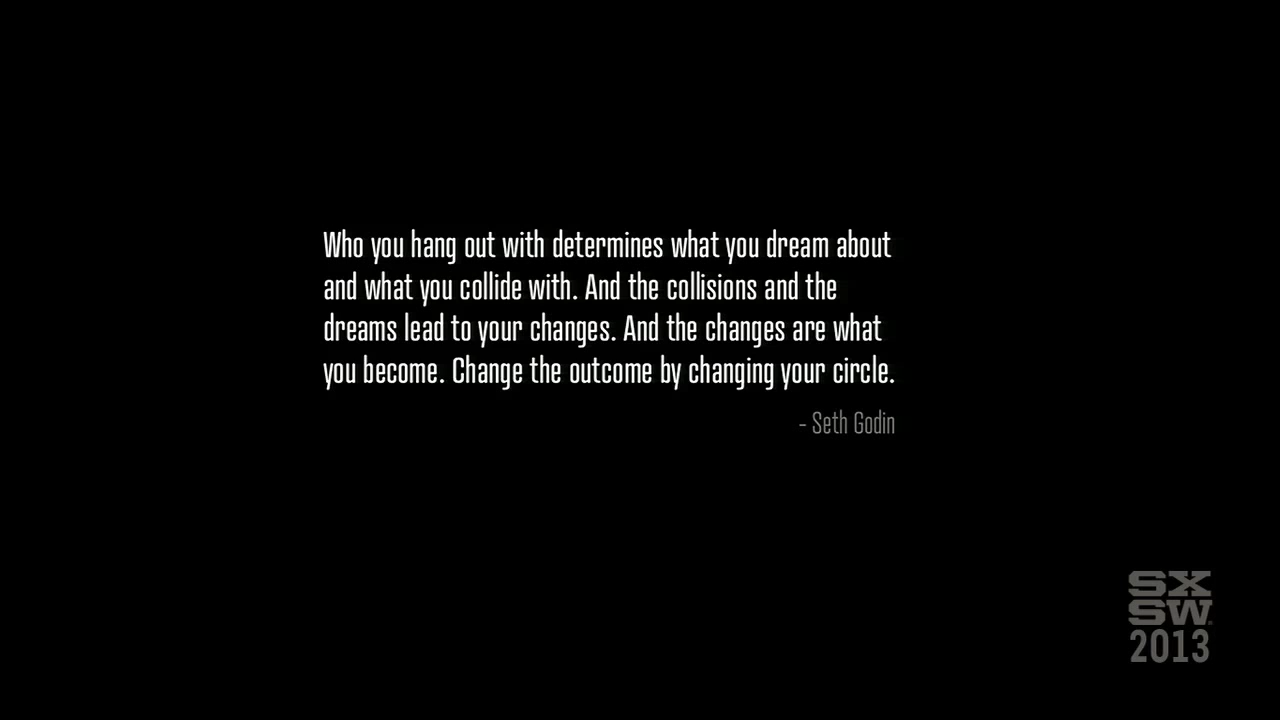 Who you hang out with determines what you dream about
and what you collide with. And the collisions and the
dreams lead to your changes. And the changes are what
you become. Change the outcome by changing your circle.
- Seth Godin
SX
SW
2013